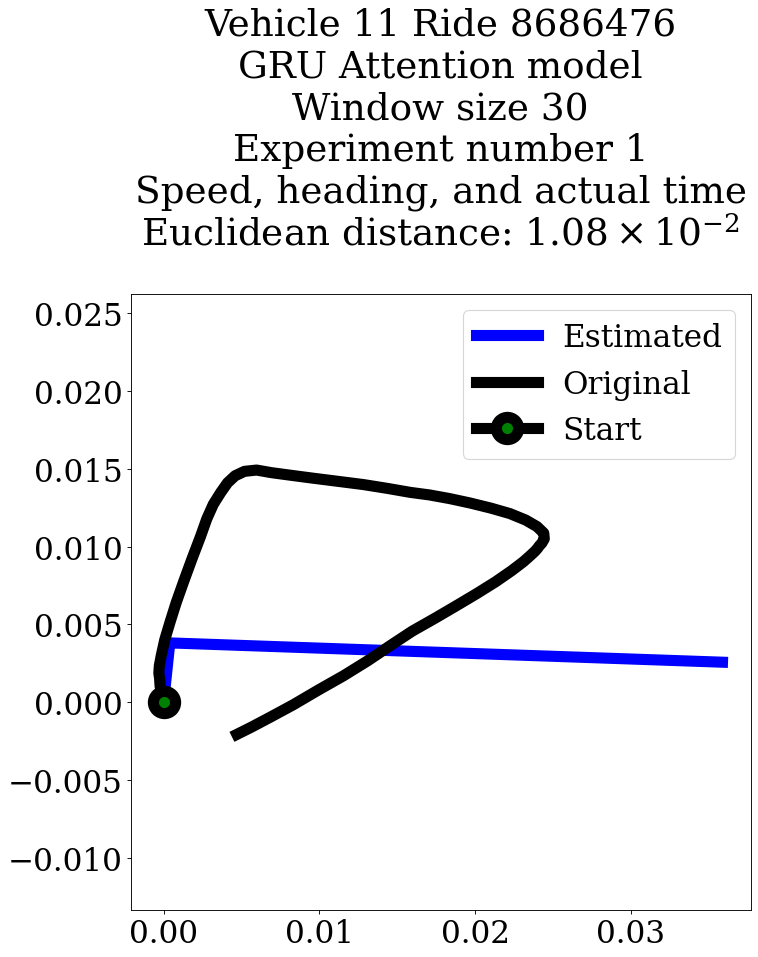 Vehicle 11 Ride 8686476
GRU Attention model
Window size 30
Experiment number 1
Speed, heading, and actual time
Euclidean distance: 1.08 × 10⁻²
Estimated
Original
Start
0.025
0.020
0.015
0.010
0.005
0.000
−0.005
−0.010
0.00 0.01 0.02 0.03